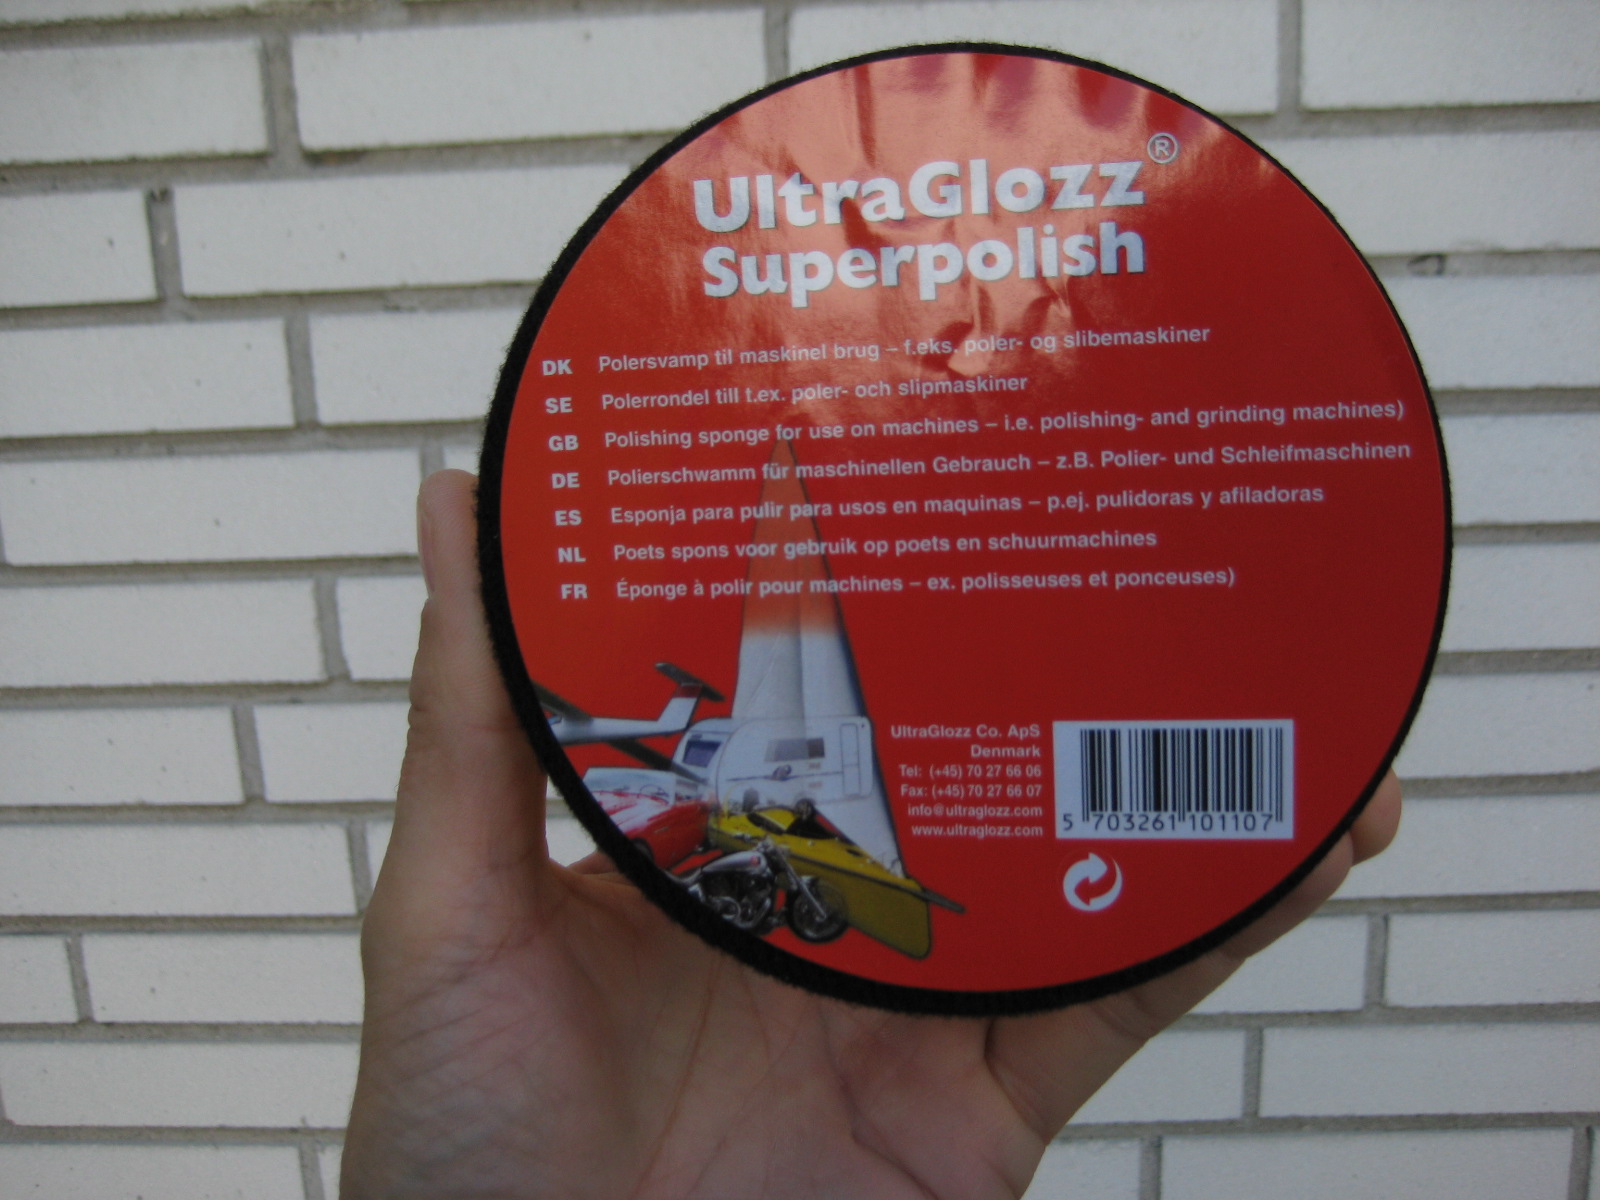 UltraGlozz®
Superpolish
DK Polersvamp til maskinel brug – f.eks. poler- og slibemaskiner
SE Polerrondel till t.ex. poler- och slipmaskiner
GB Polishing sponge for use on machines – i.e. polishing- and grinding machines)
DE Polierschwamm für maschinellen Gebrauch – z.B. Polier- und Schleifmaschinen
ES Esponja para pulir para usos en maquinas – p.ej. pulidoras y afiladoras
NL Poets spons voor gebruik op poets en schuurmachines
FR Éponge à polir pour machines – ex. polisseuses et ponceuses)
UltraGlozz Co. ApS
Denmark
Tel: (+45) 70 27 66 06
Fax: (+45) 70 27 66 07
info@ultraglozz.com
www.ultraglozz.com
5 703261 101107